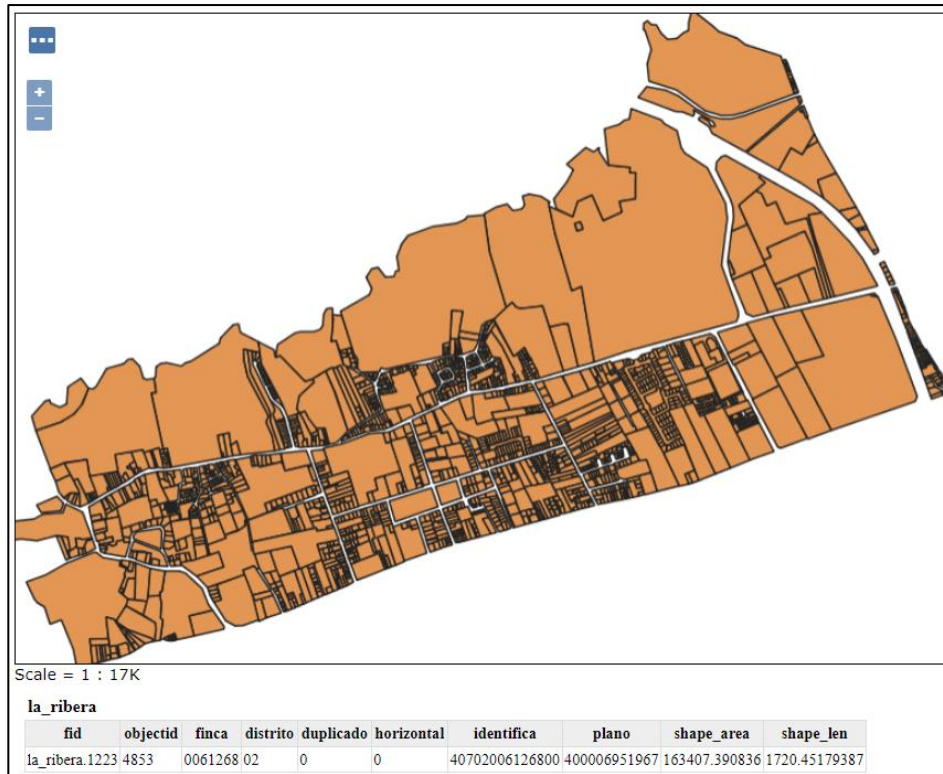 +
−
Scale = 1 : 17K
la_ribera
fid objectid finca distrito duplicado horizontal identifica plano shape_area shape_len
la_ribera.1223 4853 0061268 02 0 0 40702006126800 400006951967 163407.390836 1720.45179387